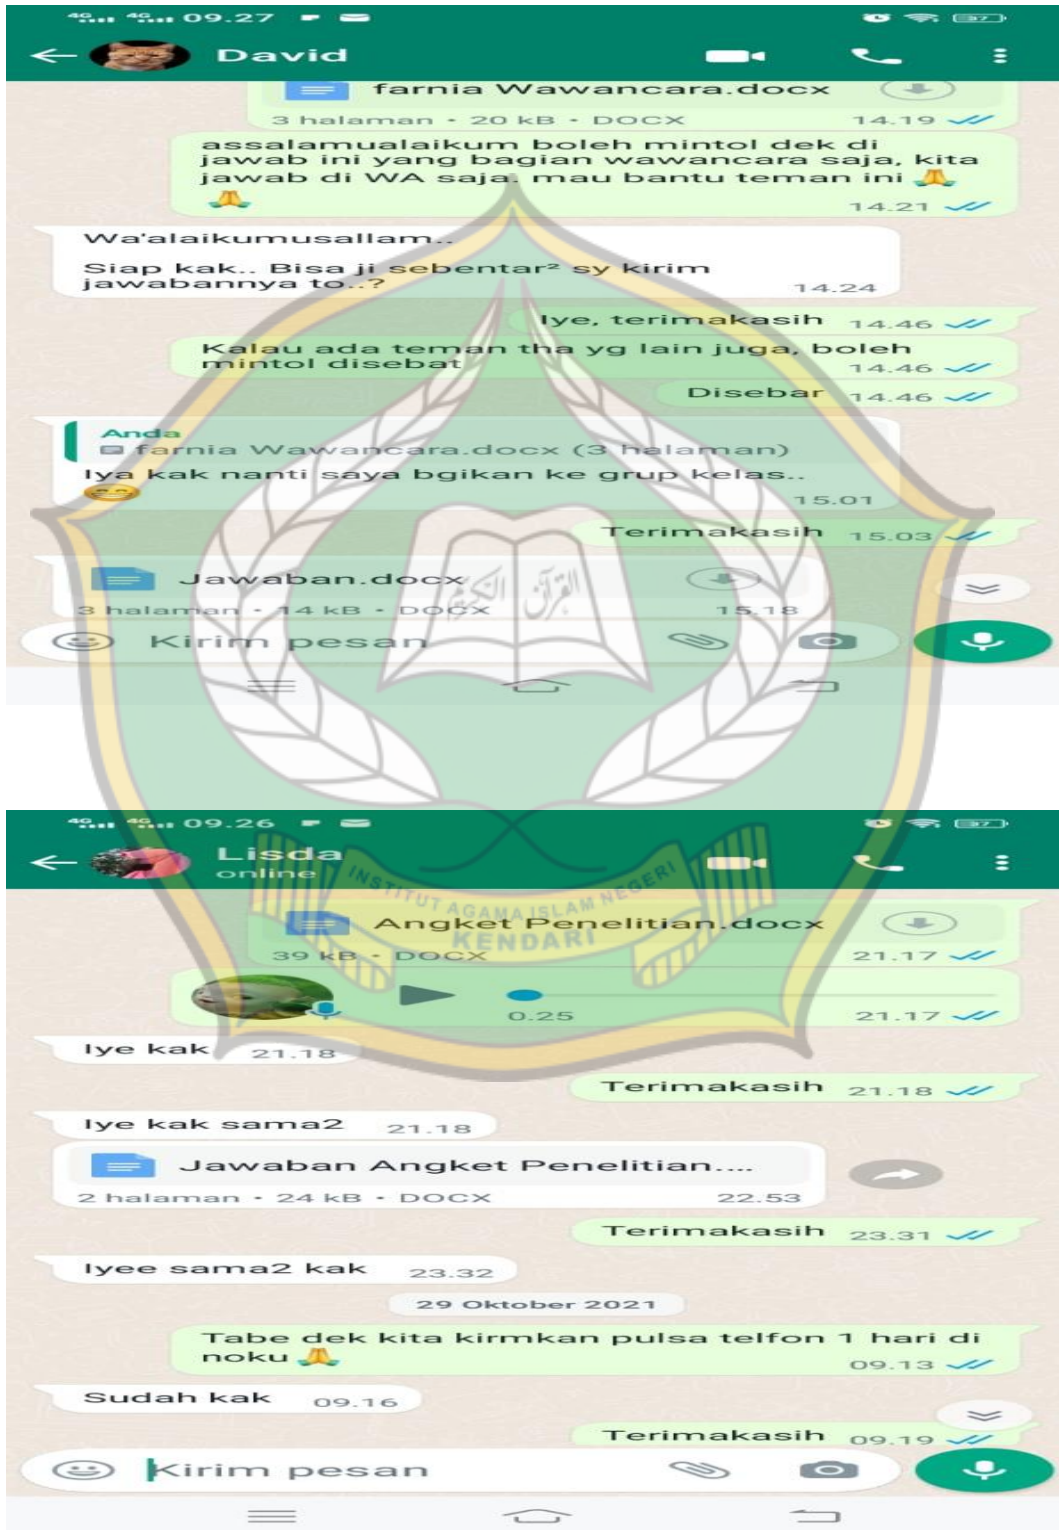 4G 4G 09.27 37
David
farnia Wawancara.docx
3 halaman • 20 kB • DOCX 14.19
assalamualaikum boleh mintol dek di
jawab ini yang bagian wawancara saja, kita
jawab di WA saja. mau bantu teman ini 🙏
🙏 14.21
Wa'alaikumusallam..
Siap kak.. Bisa ji sebentar² sy kirim
jawabannya to..? 14.24
Iye, terimakasih 14.46
Kalau ada teman tha yg lain juga, boleh
mintol disebat 14.46
Disebar 14.46
Anda
farnia Wawancara.docx (3 halaman)
Iya kak nanti saya bgikan ke grup kelas..
😄 15.01
Terimakasih 15.03
Jawaban.docx
3 halaman • 14 kB • DOCX 15.18
Kirim pesan
القرآن الكريم
4G 4G 09.26 37
Lisda
online
INSTITUT AGAMA ISLAM NEGERI
KENDARI
Angket Penelitian.docx
39 kB • DOCX 21.17
0.25 21.17
Iye kak 21.18
Terimakasih 21.18
Iye kak sama2 21.18
Jawaban Angket Penelitian....
2 halaman • 24 kB • DOCX 22.53
Terimakasih 23.31
Iyee sama2 kak 23.32
29 Oktober 2021
Tabe dek kita kirmkan pulsa telfon 1 hari di
noku 🙏 09.13
Sudah kak 09.16
Terimakasih 09.19
Kirim pesan